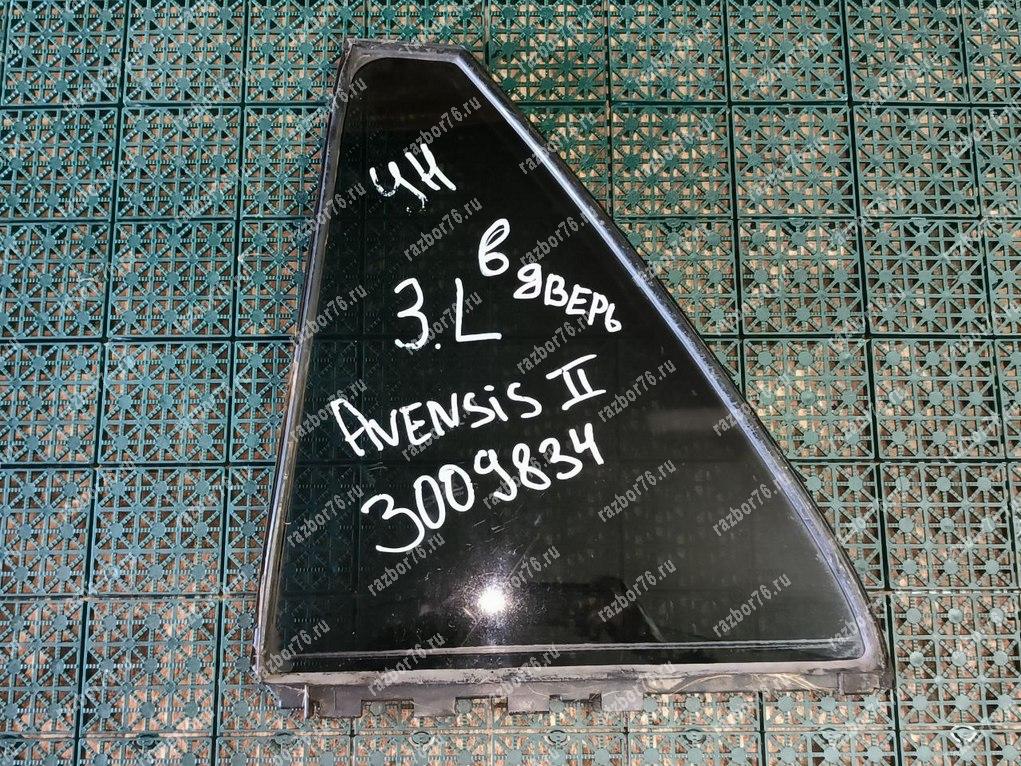 ЧН
3.L
в дверь
AVENSiS II
3009834
razbor76.ru